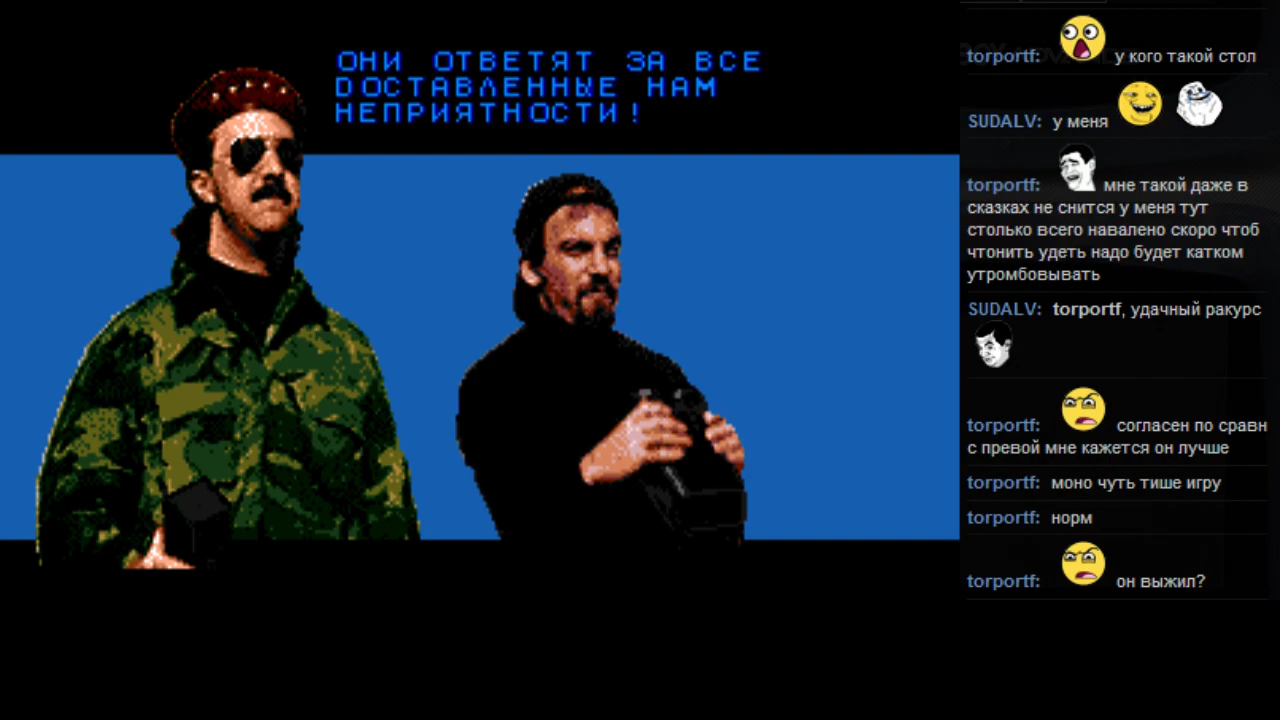 ОНИ ОТВЕТЯТ ЗА ВСЕ
DОСТАВЛЕННЫЕ НАМ
НЕПРИЯТНОСТИ!
torportf: у кого такой стол
SUDALV: у меня
torportf: мне такой даже в
сказках не снится у меня тут
столько всего навалено скоро чтоб
чтонить удеть надо будет катком
утромбовывать
SUDALV: torportf, удачный ракурс
torportf: согласен по сравн
с превой мне кажется он лучше
torportf: моно чуть тише игру
torportf: норм
torportf: он выжил?